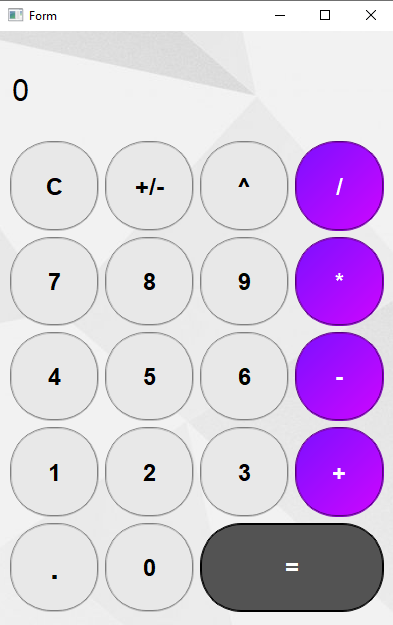 Form
0
C +/- ^ /
7 8 9 *
4 5 6 -
1 2 3 +
. 0 =